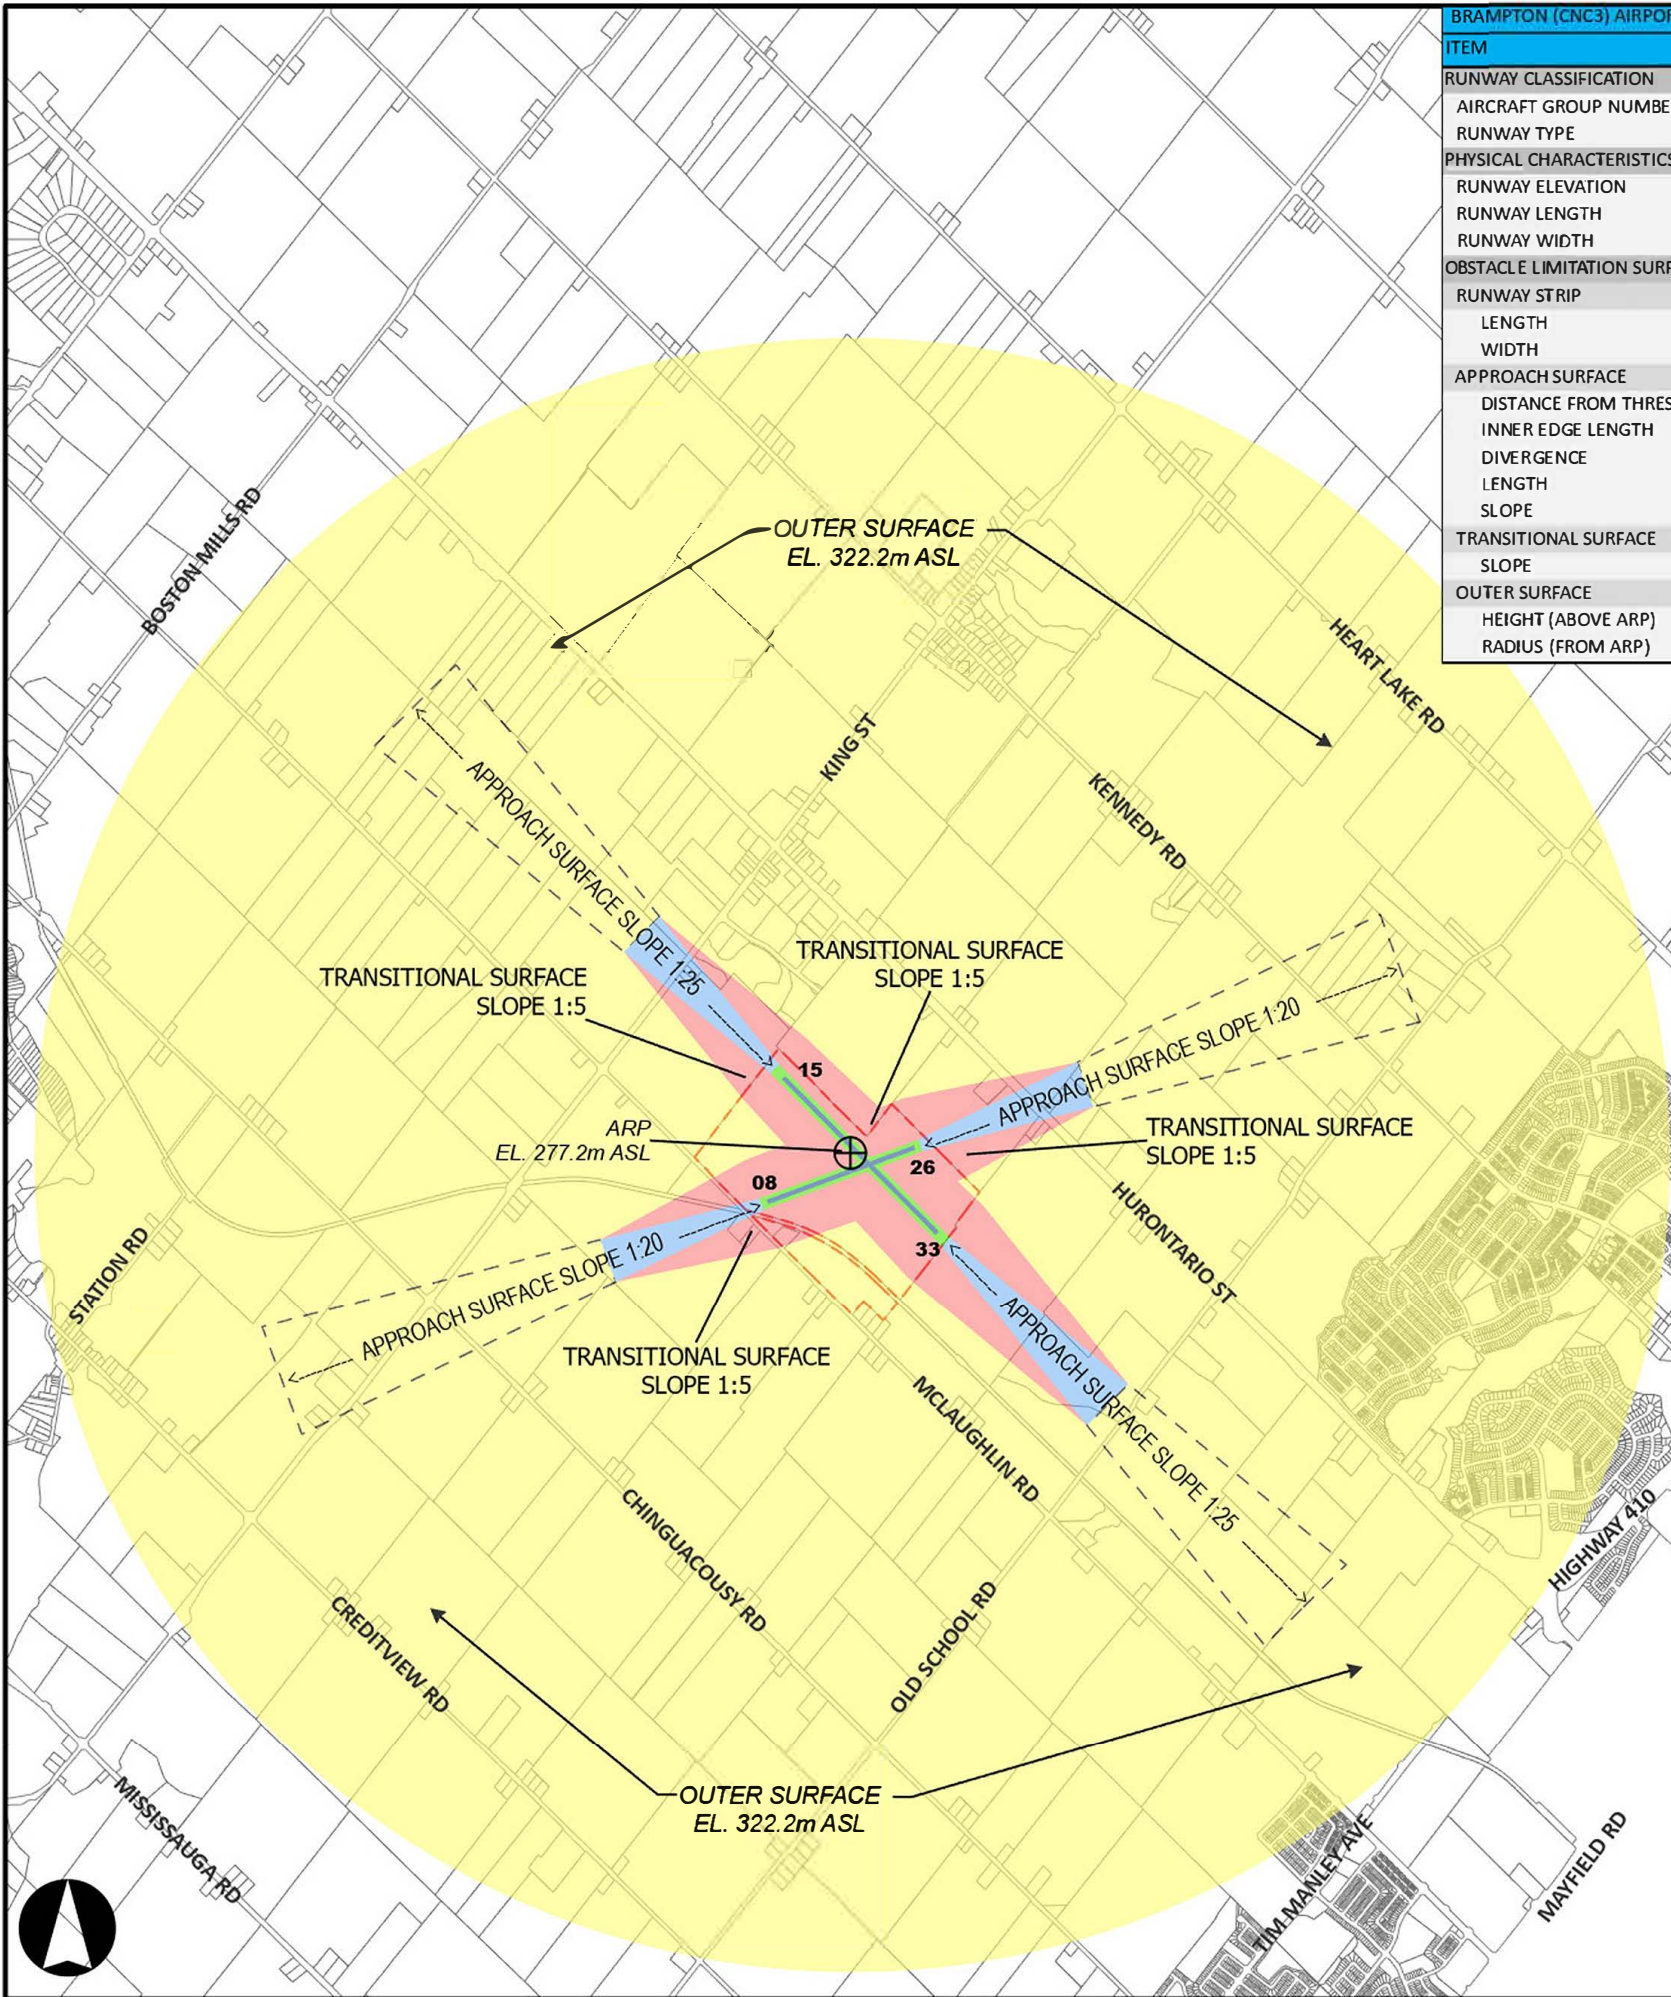 BRAMPTON (CNC3)
ITEM
RUNWAY CLASSIFICATION
AIRCRAFT GROUP
RUNWAY TYPE
PHYSICAL CHARACTERISTICS
RUNWAY ELEVATION
RUNWAY LENGTH
RUNWAY WIDTH
OBSTACLE LIMITATION
RUNWAY STRIP
LENGTH
WIDTH
APPROACH SURFACE
DISTANCE FROM
INNER EDGE LENGTH
DIVERGENCE
LENGTH
SLOPE
TRANSITIONAL SURFACE
SLOPE
OUTER SURFACE
HEIGHT (ABOVE ARP)
RADIUS (FROM ARP)
BOSTON MILLS RD
OUTER SURFACE
EL. 322.2m ASL
HEART LAKE RD
KING ST
KENNEDY RD
APPROACH SURFACE SLOPE 1:25
TRANSITIONAL SURFACE
SLOPE 1:5
TRANSITIONAL SURFACE
SLOPE 1:5
APPROACH SURFACE SLOPE 1:20
15
ARP
EL. 277.2m ASL
TRANSITIONAL SURFACE
SLOPE 1:5
26
08
33
HURONTARIO ST
STATION RD
APPROACH SURFACE SLOPE 1:20
TRANSITIONAL SURFACE
SLOPE 1:5
APPROACH SURFACE SLOPE 1:25
MCLAUGHLIN RD
CHINGUACOUSY RD
HIGHWAY 410
CREDITVIEW RD
OLD SCHOOL RD
OUTER SURFACE
EL. 322.2m ASL
MISSISSAUGA RD
TIM MANLEY AVE
MAYFIELD RD